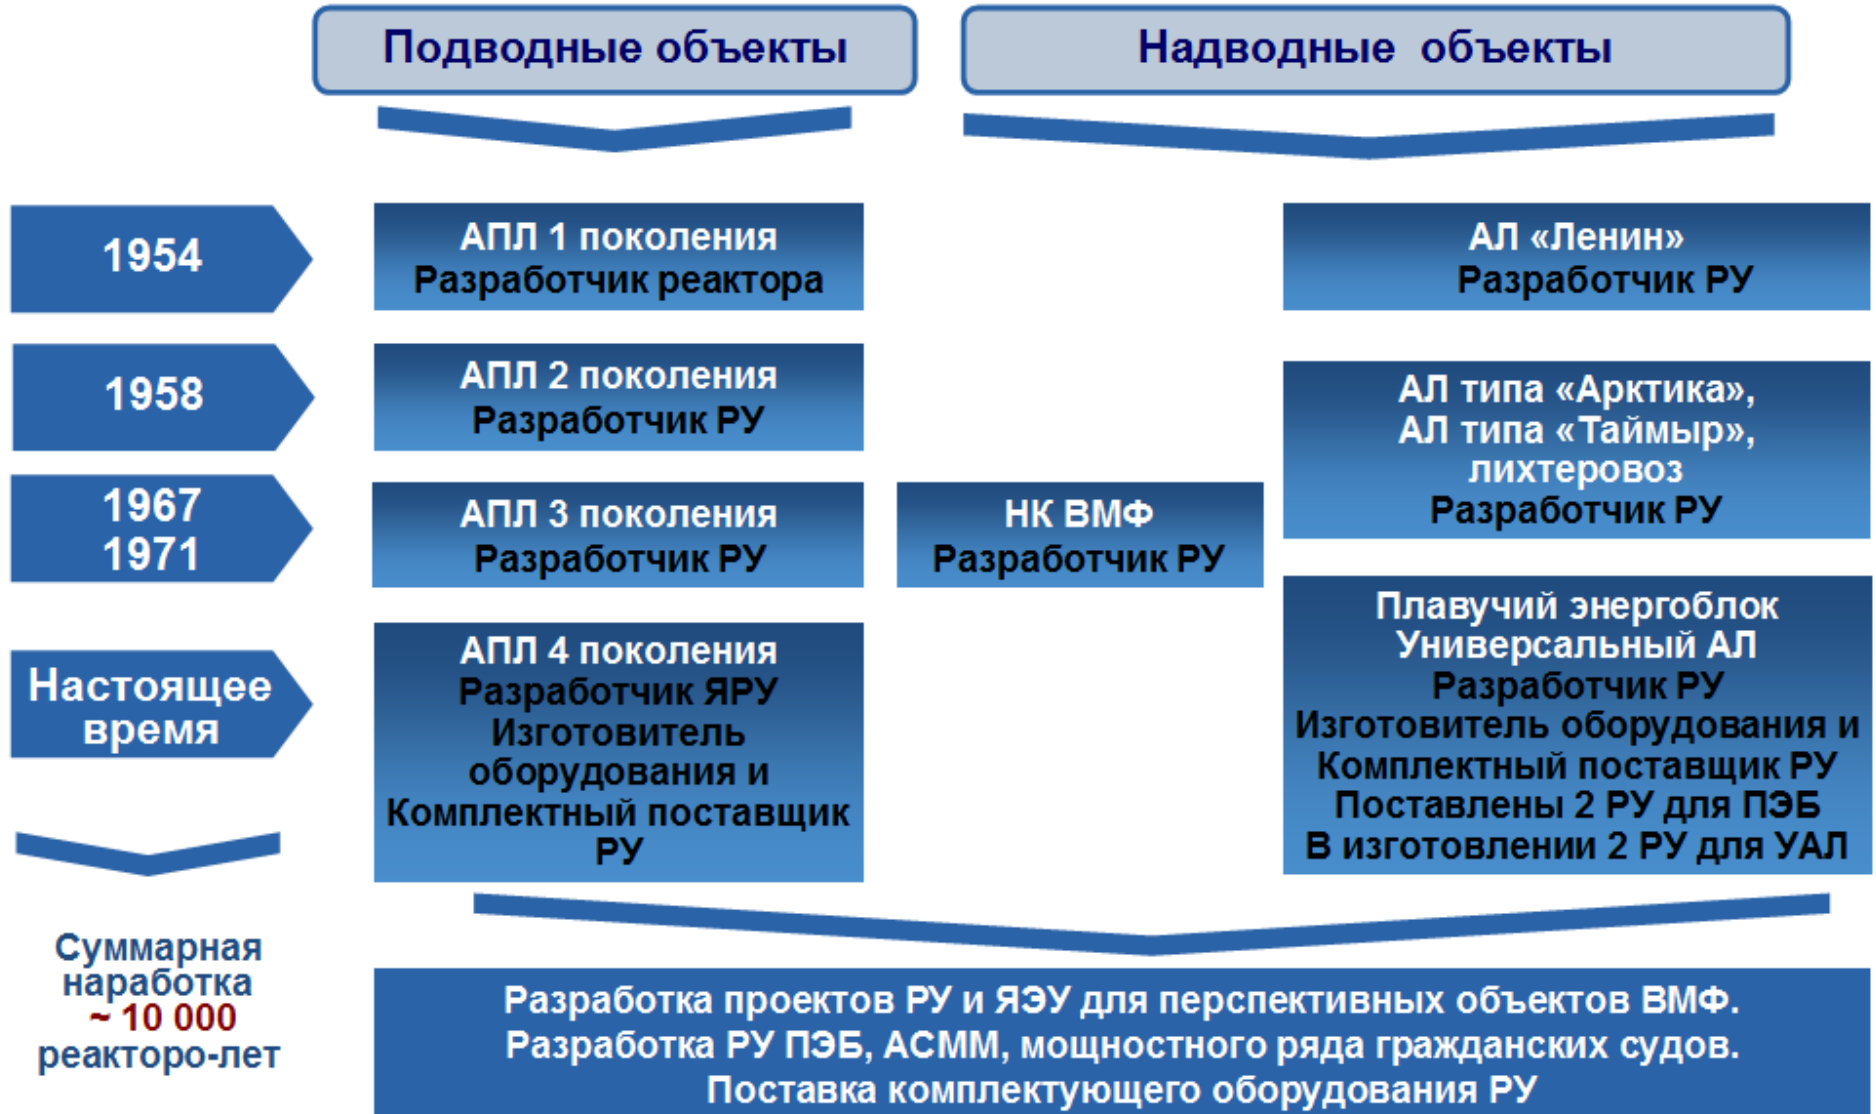 Подводные объекты
Надводные объекты
1954
АПЛ 1 поколения
Разработчик реактора
АЛ «Ленин»
Разработчик РУ
1958
АПЛ 2 поколения
Разработчик РУ
АЛ типа «Арктика»,
АЛ типа «Таймыр»,
лихтеровоз
Разработчик РУ
1967
1971
АПЛ 3 поколения
Разработчик РУ
НК ВМФ
Разработчик РУ
Настоящее
время
АПЛ 4 поколения
Разработчик ЯРУ
Изготовитель
оборудования и
Комплектный поставщик
РУ
Плавучий энергоблок
Универсальный АЛ
Разработчик РУ
Изготовитель оборудования и
Комплектный поставщик РУ
Поставлены 2 РУ для ПЭБ
В изготовлении 2 РУ для УАЛ
Суммарная
наработка
~ 10 000
реакторо-лет
Разработка проектов РУ и ЯЭУ для перспективных объектов ВМФ.
Разработка РУ ПЭБ, АСММ, мощностного ряда гражданских судов.
Поставка комплектующего оборудования РУ